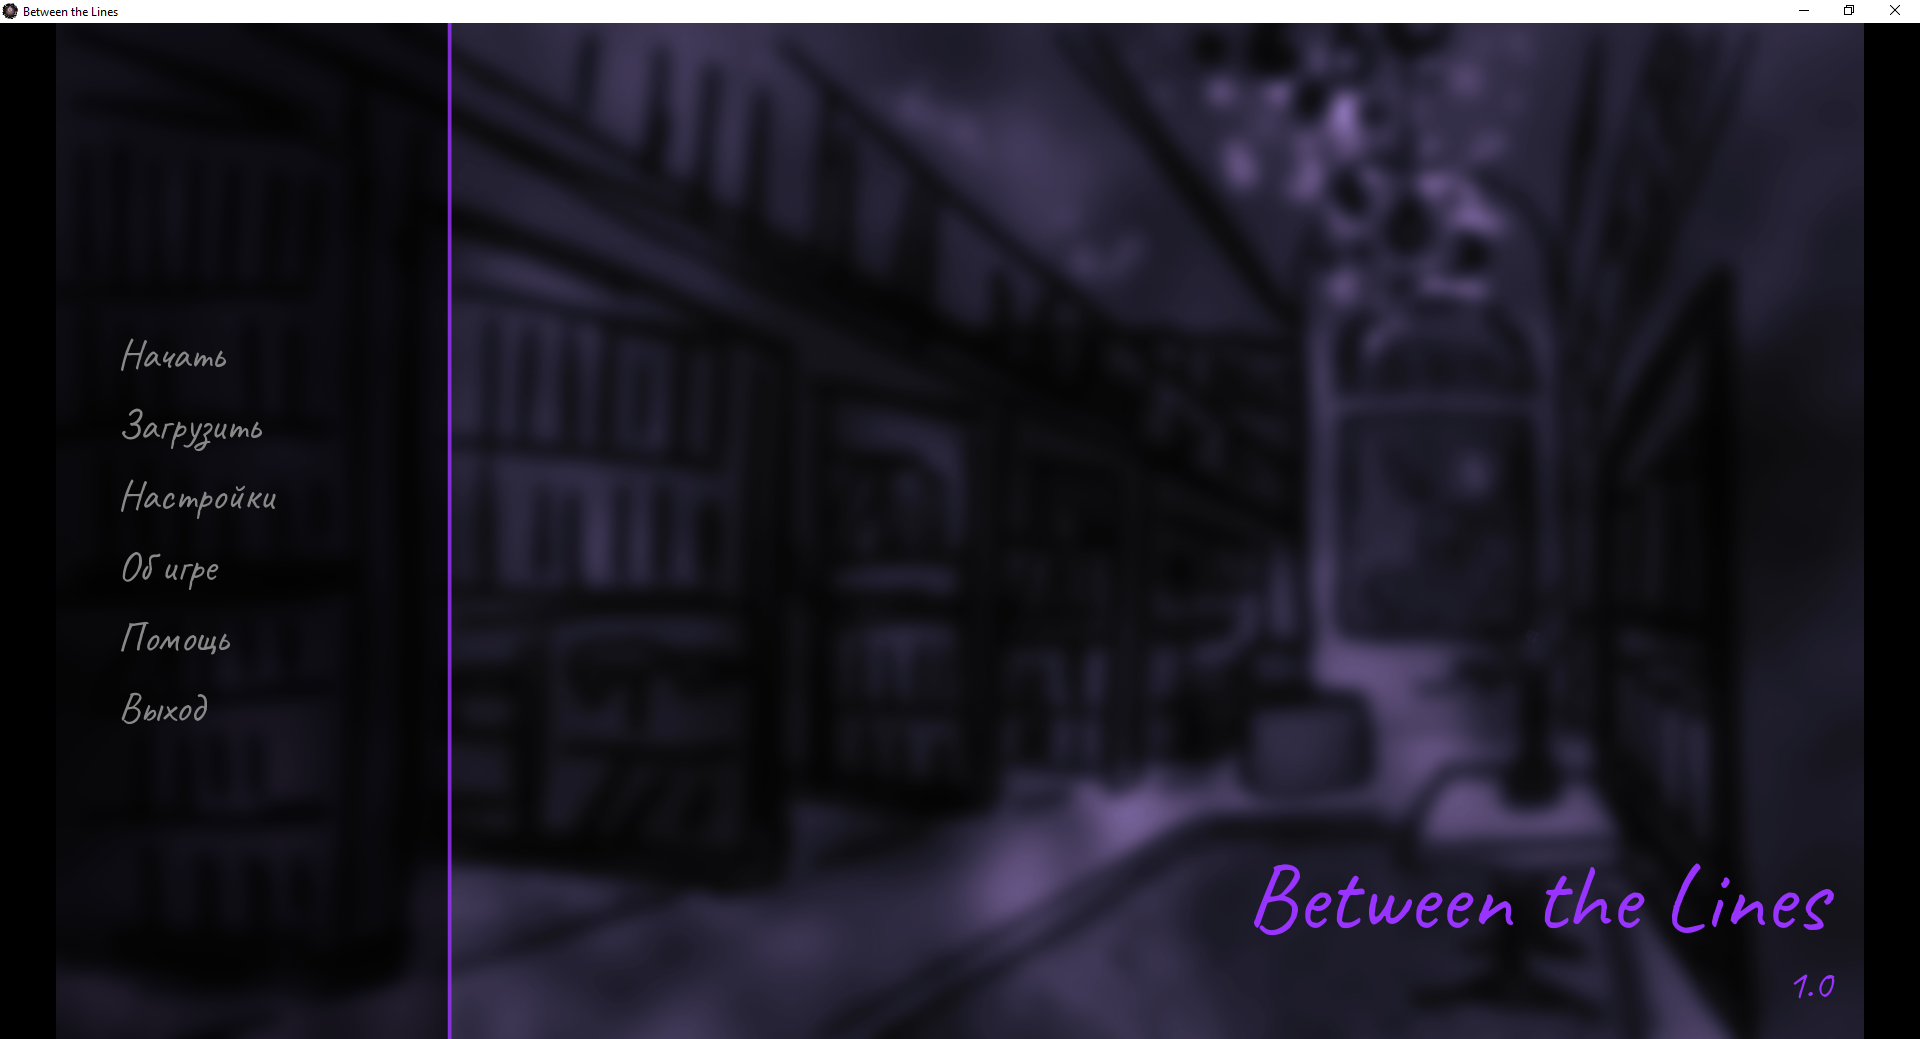 Between the Lines
Начать
Загрузить
Настройки
Об игре
Помощь
Выход
Between the Lines
1.0